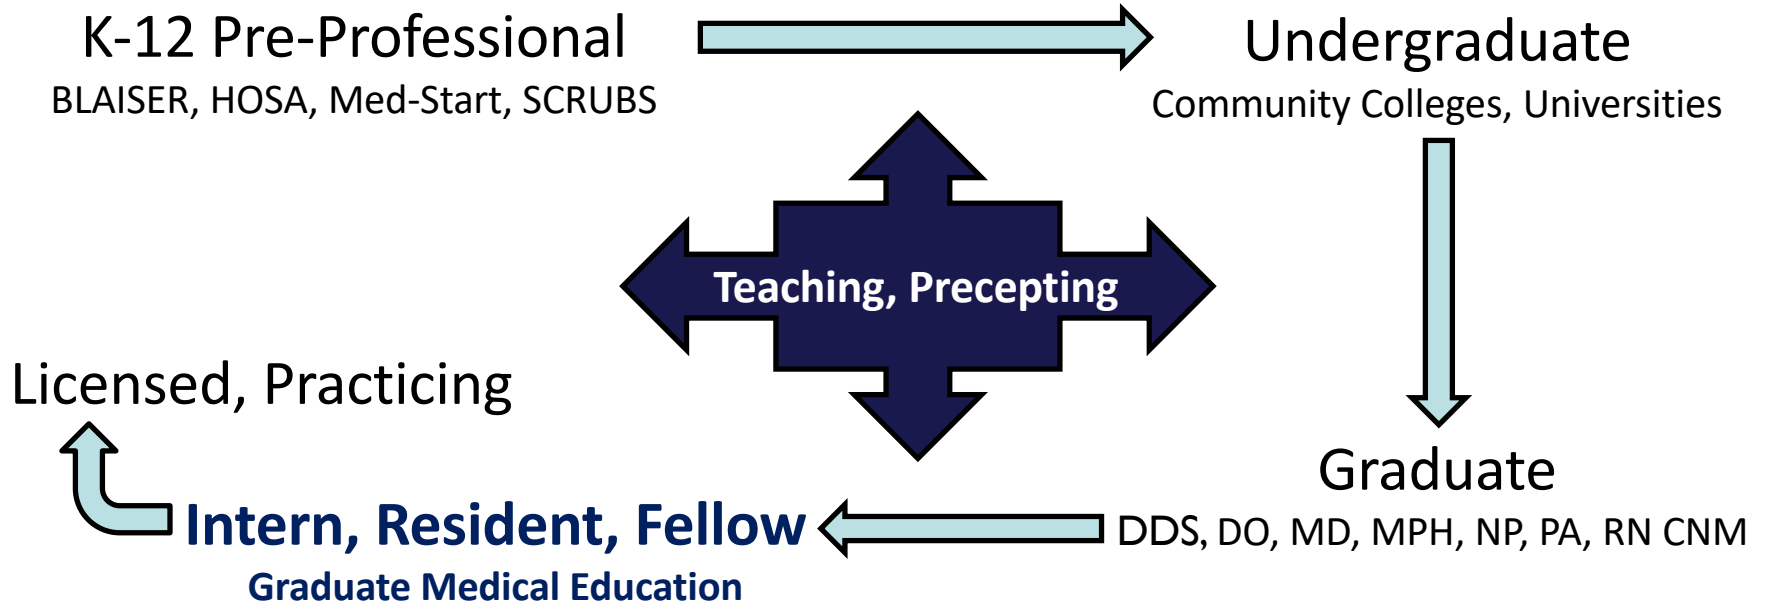 K-12 Pre-Professional
BLAISER, HOSA, Med-Start, SCRUBS
Undergraduate
Community Colleges, Universities
Teaching, Precepting
Licensed, Practicing
Graduate
DDS, DO, MD, MPH, NP, PA, RN CNM
Intern, Resident, Fellow
Graduate Medical Education